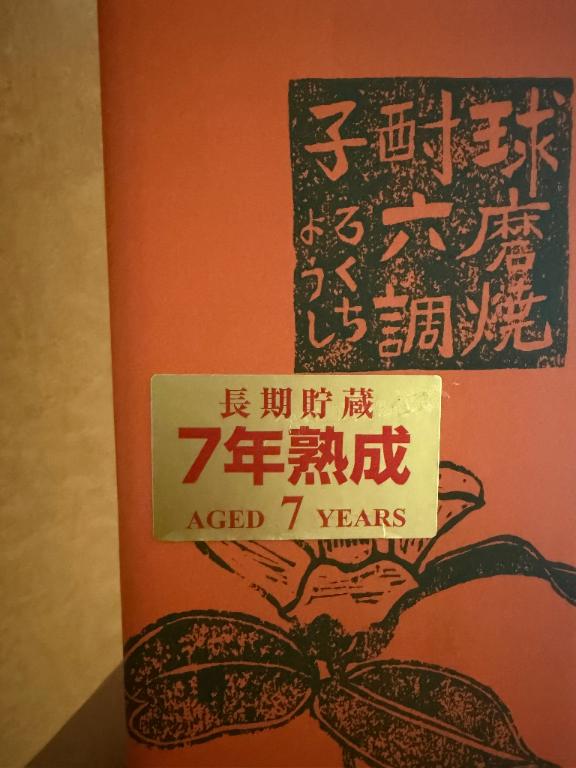 球磨焼
酎六調
子
ろくち
ようし
長期貯蔵
7年熟成
AGED 7 YEARS